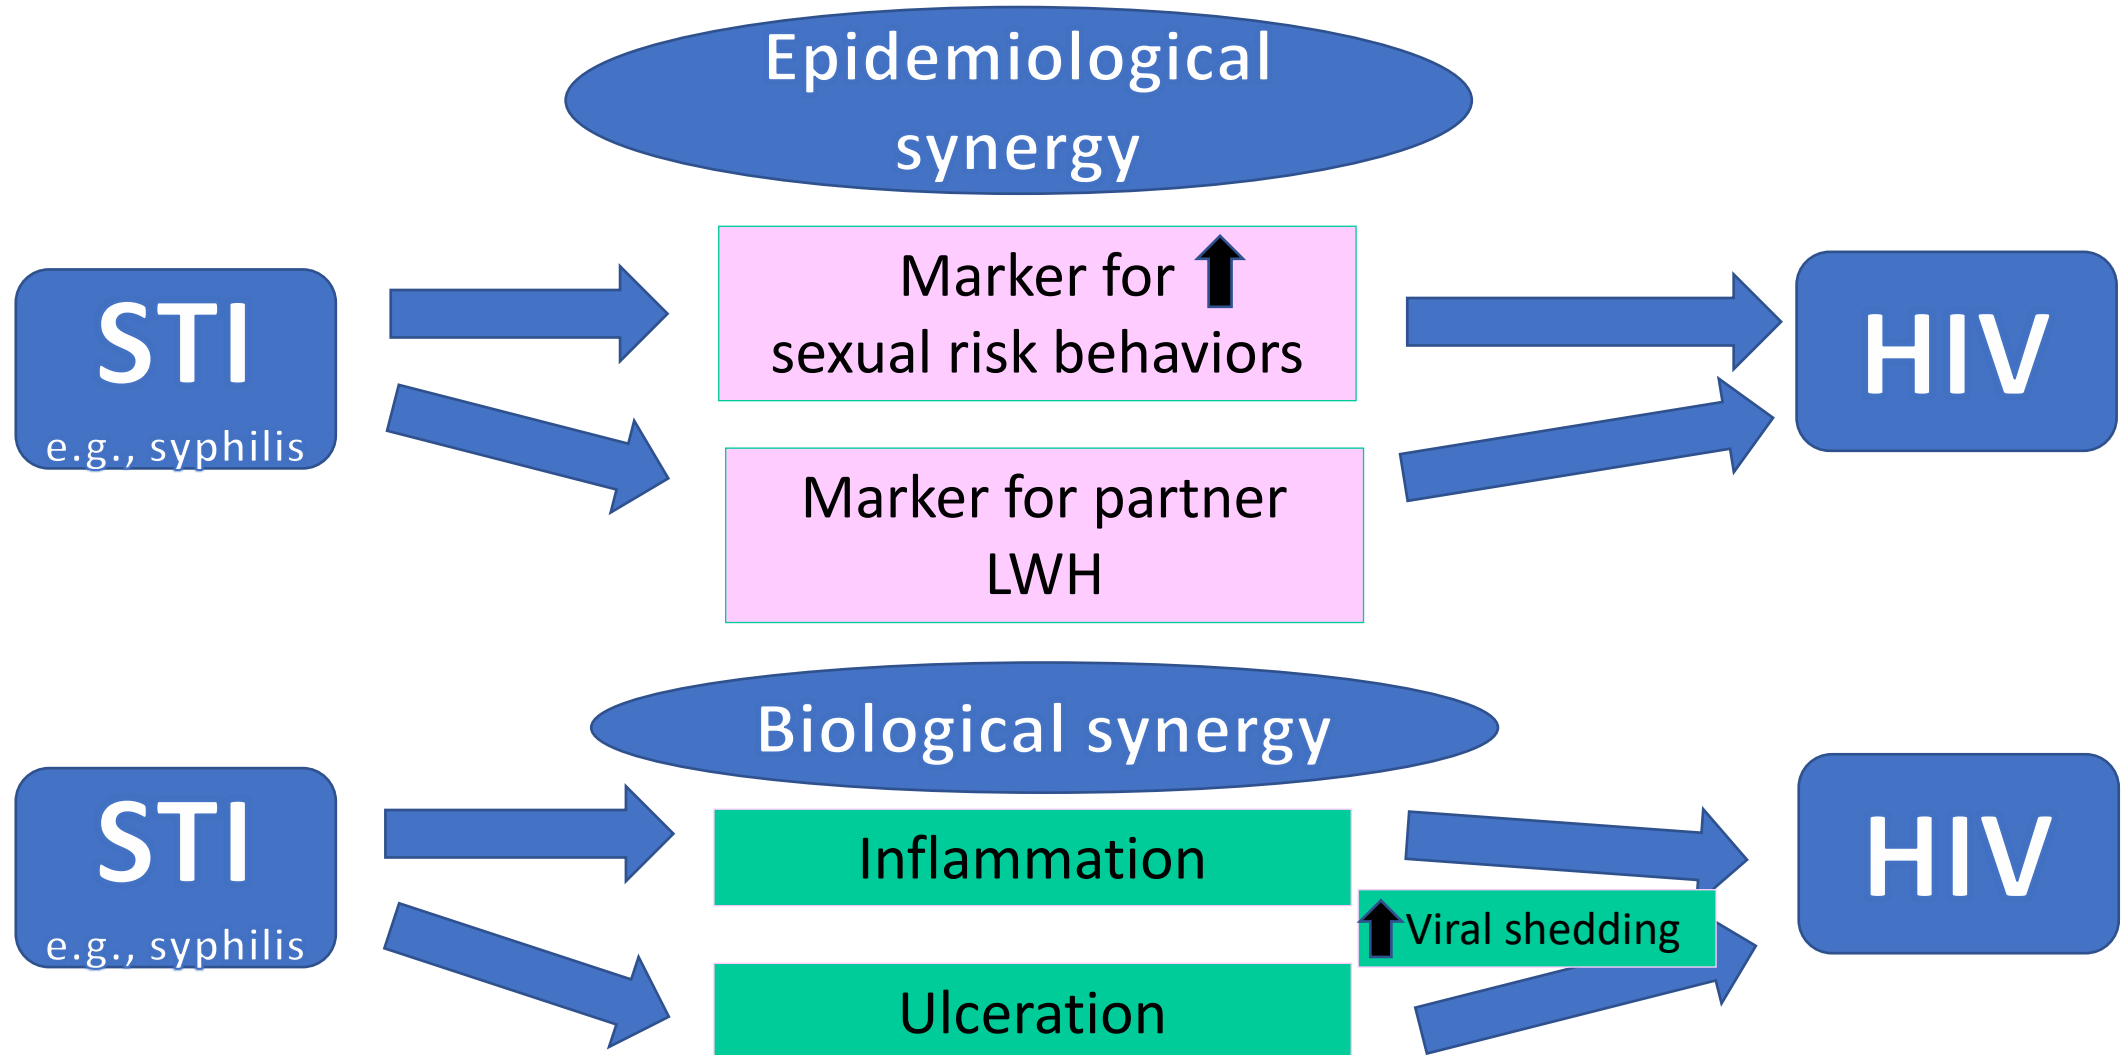 Epidemiological
synergy
STI
e.g., syphilis
Marker for
sexual risk behaviors
HIV
Marker for partner
LWH
Biological synergy
STI
e.g., syphilis
Inflammation
HIV
Viral shedding
Ulceration